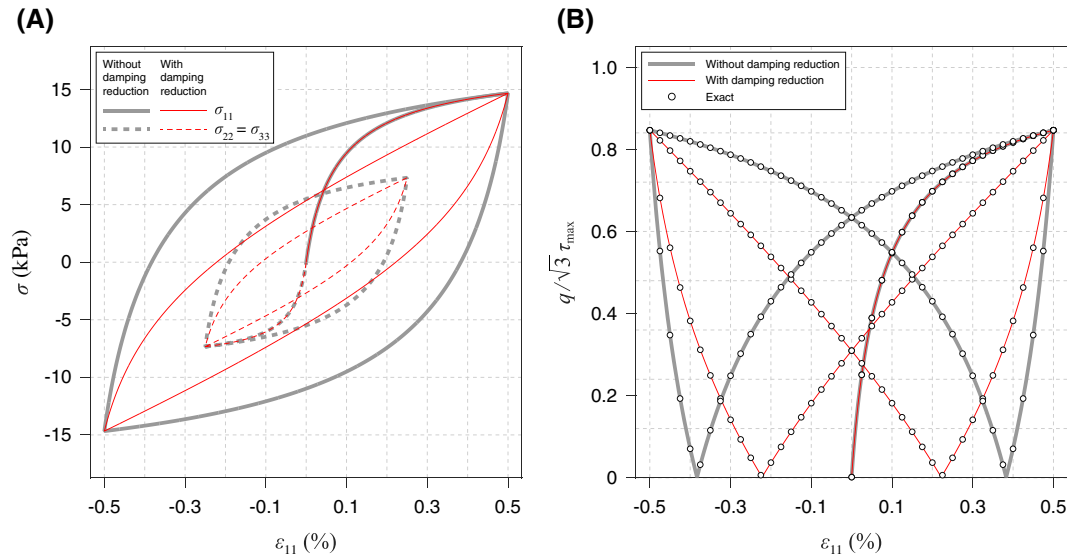 (A)
Without
damping
reduction
With
damping
reduction
σ11
σ22 = σ33
15
10
5
0
-5
-10
-15
σ (kPa)
-0.5 -0.3 -0.1 0.1 0.3 0.5
ε11 (%)
(B)
Without damping reduction
With damping reduction
Exact
1.0
0.8
0.6
0.4
0.2
0
q/√3 τmax
-0.5 -0.3 -0.1 0.1 0.3 0.5
ε11 (%)